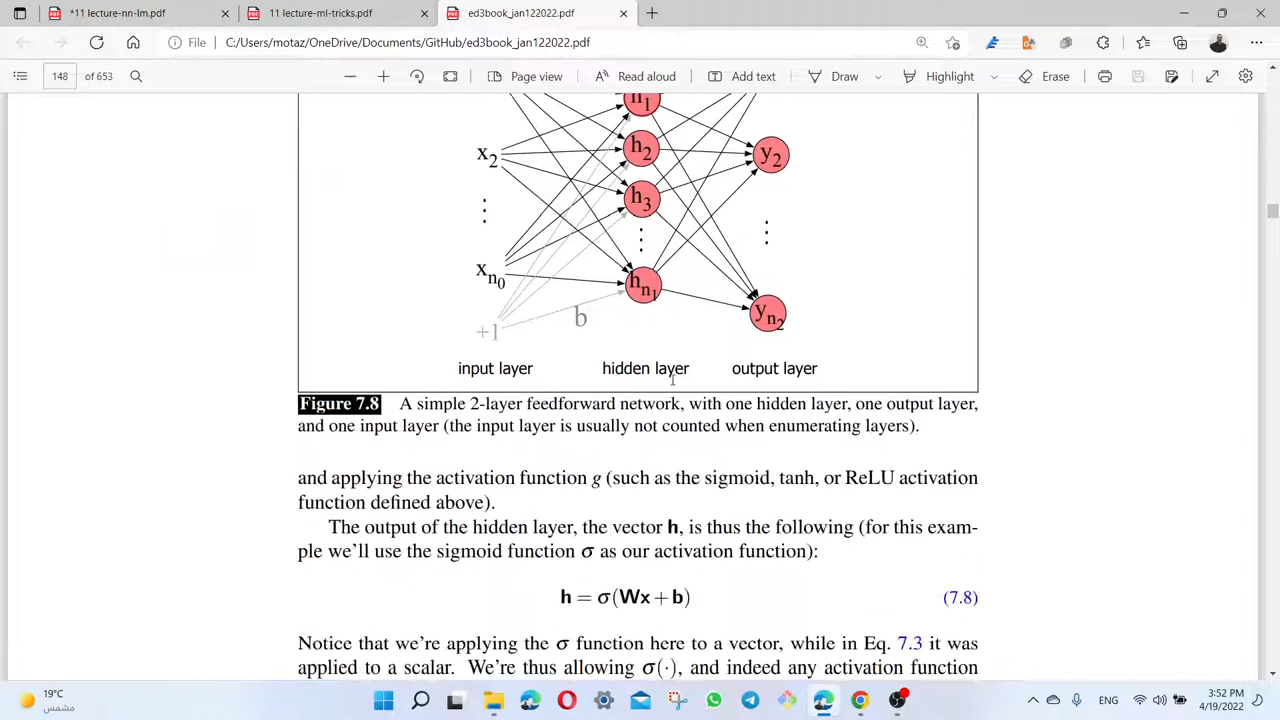 *11 lecture-nn-lm.pdf
11 lecture-ml-tricks.pdf
ed3book_jan122022.pdf
File C:/Users/motaz/OneDrive/Documents/GitHub/ed3book_jan122022.pdf
148 of 653
Page view
Read aloud
Add text
Draw
Highlight
Erase
h1
x2
h2
y2
h3
xn0
hn1
yn2
+1
b
input layer
hidden layer
output layer
Figure 7.8 A simple 2-layer feedforward network, with one hidden layer, one output layer,
and one input layer (the input layer is usually not counted when enumerating layers).
and applying the activation function g (such as the sigmoid, tanh, or ReLU activation
function defined above).
The output of the hidden layer, the vector h, is thus the following (for this exam-
ple we'll use the sigmoid function σ as our activation function):
h = σ(Wx + b) (7.8)
Notice that we're applying the σ function here to a vector, while in Eq. 7.3 it was
applied to a scalar. We're thus allowing σ(·), and indeed any activation function
19°C
مشمس
ENG
3:52 PM
4/19/2022